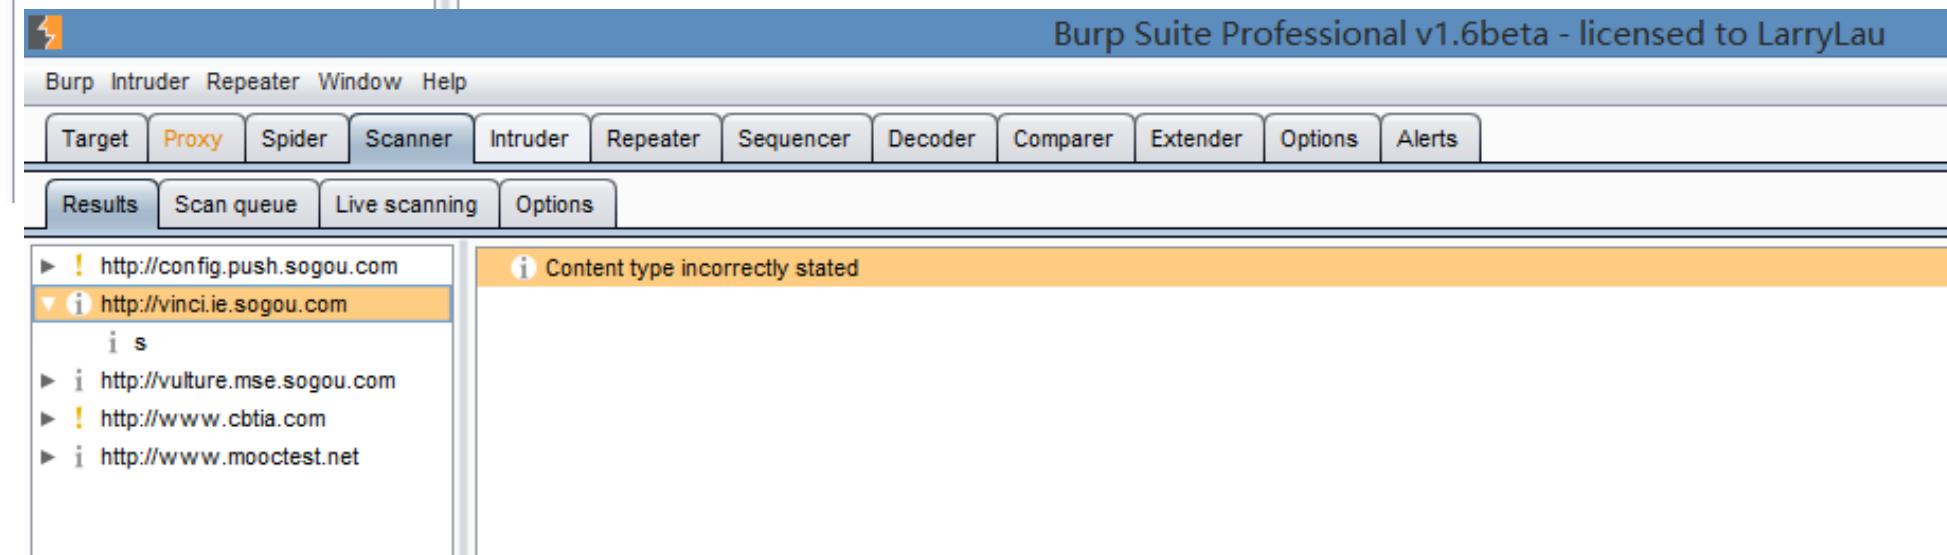 Burp Suite Professional v1.6beta - licensed to LarryLau
Burp Intruder Repeater Window Help
Target Proxy Spider Scanner Intruder Repeater Sequencer Decoder Comparer Extender Options Alerts
Results Scan queue Live scanning Options
! http://config.push.sogou.com
i http://vinci.ie.sogou.com
i s
i http://vulture.mse.sogou.com
! http://www.cbtia.com
i http://www.mooctest.net
i Content type incorrectly stated